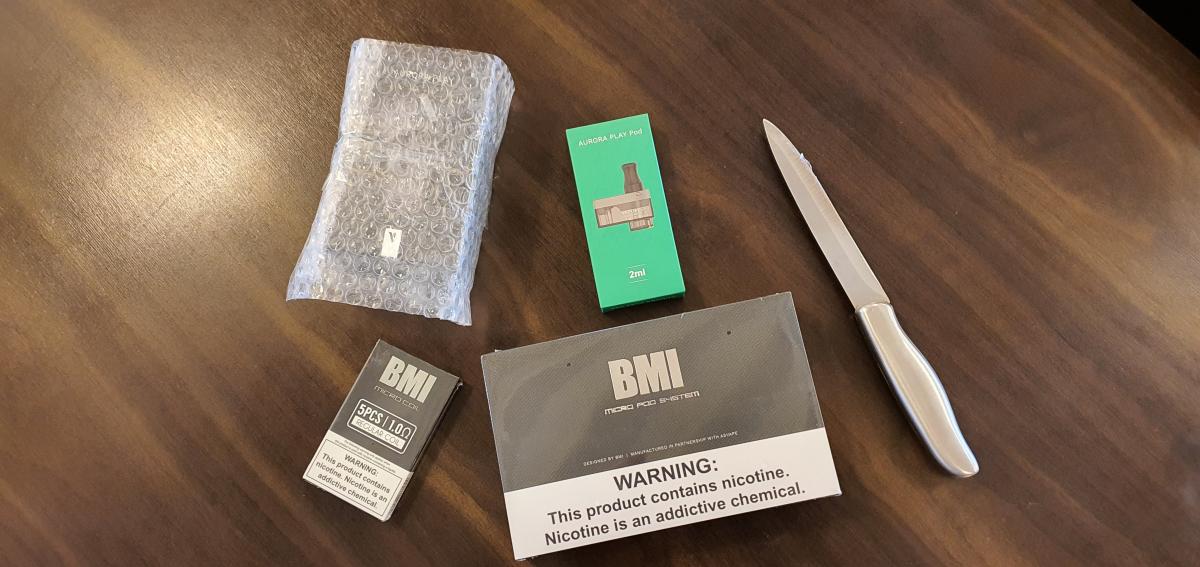 AURORA PLAY
AURORA PLAY Pod
2ml
BMI
MICRO COIL
5PCS | 1.0Ω
REGULAR COIL
WARNING:
This product contains
nicotine. Nicotine is an
addictive chemical.
BMI
MICRO POD SYSTEM
DESIGNED BY BMI | MANUFACTURED IN PARTNERSHIP WITH ASVAPE
WARNING:
This product contains nicotine.
Nicotine is an addictive chemical.